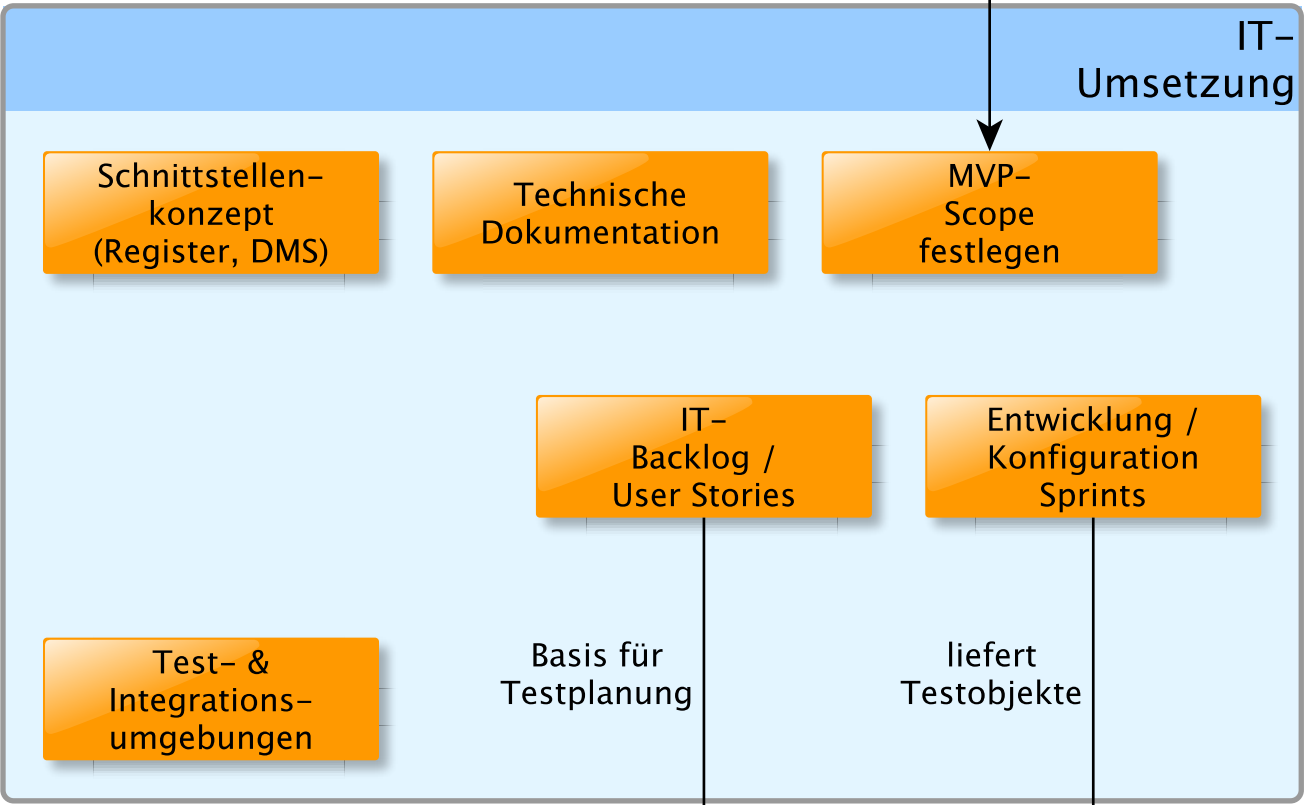 IT-
Umsetzung
Schnittstellen-
konzept
(Register, DMS)
Technische
Dokumentation
MVP-
Scope
festlegen
IT-
Backlog /
User Stories
Entwicklung /
Konfiguration
Sprints
Basis für
Testplanung
liefert
Testobjekte
Test- &
Integrations-
umgebungen